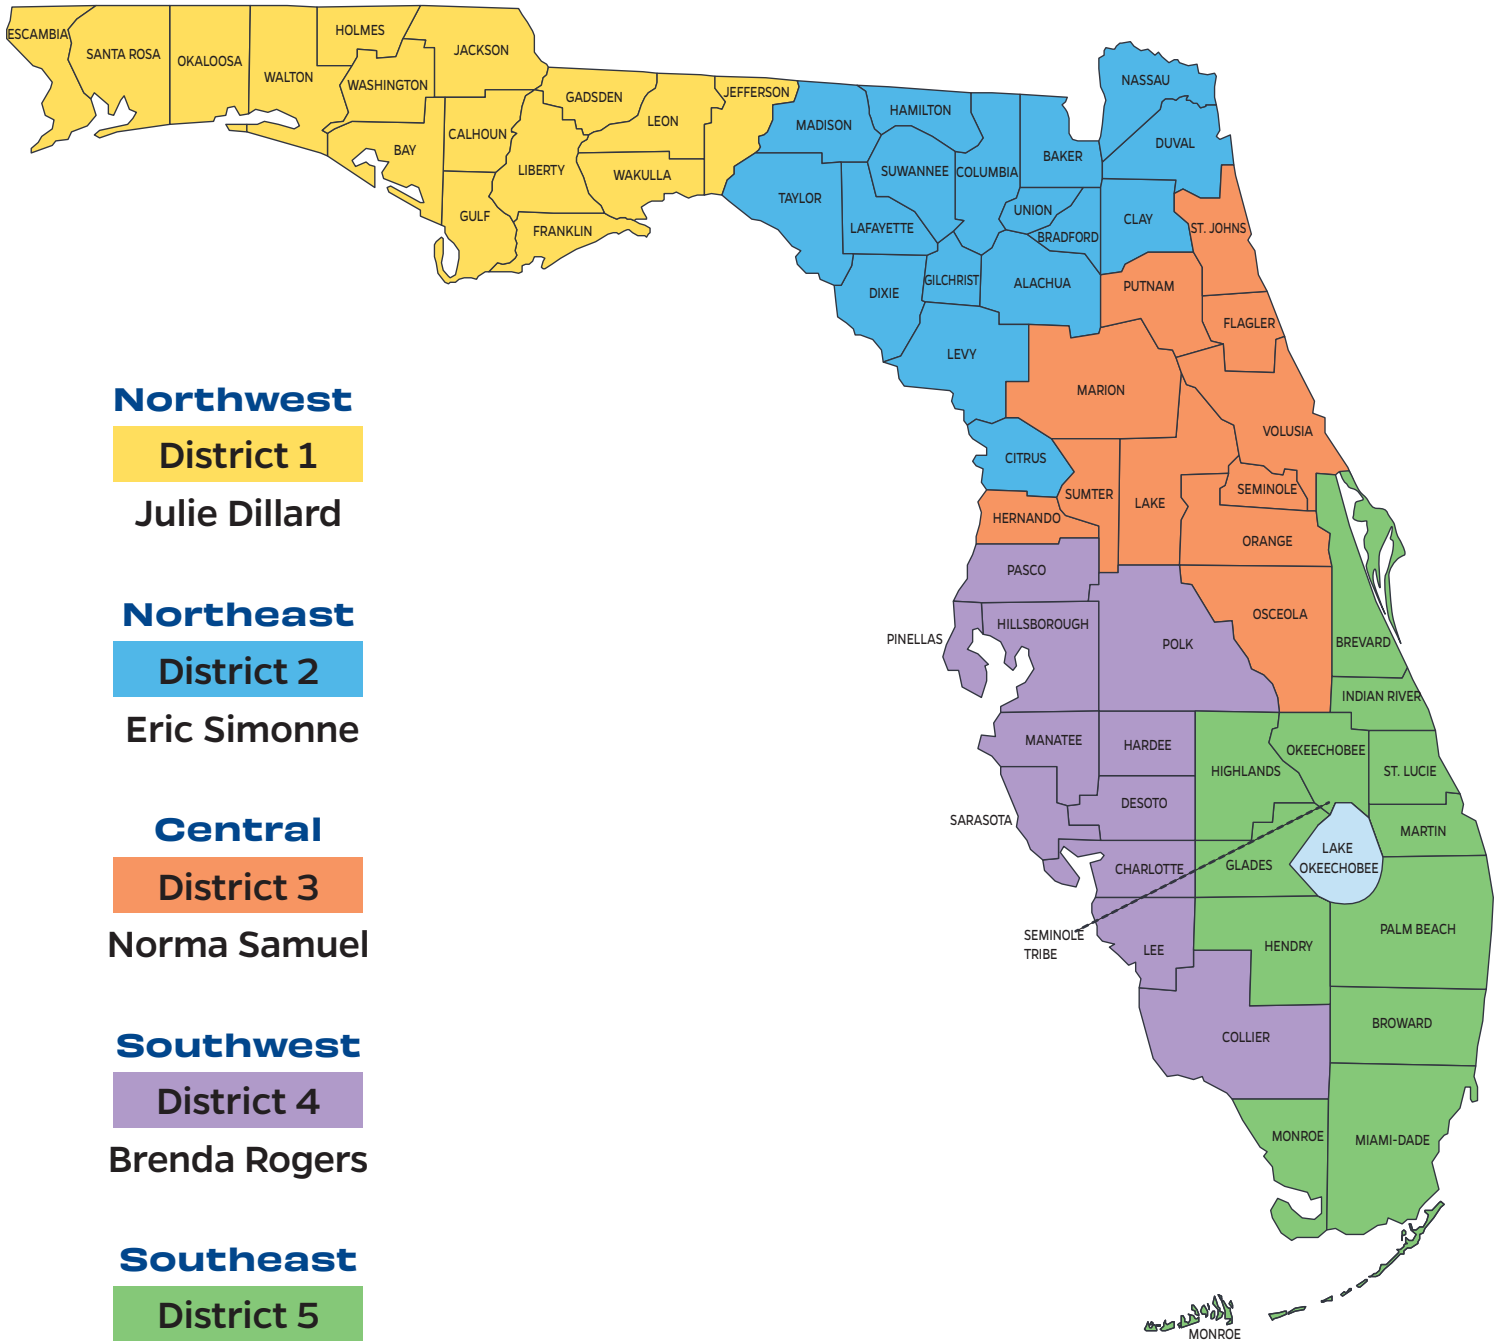 ESCAMBIA
SANTA ROSA
OKALOOSA
WALTON
HOLMES
WASHINGTON
JACKSON
BAY
CALHOUN
GULF
GADSDEN
LIBERTY
FRANKLIN
LEON
WAKULLA
JEFFERSON
MADISON
TAYLOR
HAMILTON
SUWANNEE
LAFAYETTE
DIXIE
COLUMBIA
GILCHRIST
LEVY
BAKER
UNION
BRADFORD
ALACHUA
NASSAU
DUVAL
CLAY
CITRUS
ST. JOHNS
PUTNAM
FLAGLER
MARION
VOLUSIA
SUMTER
LAKE
SEMINOLE
HERNANDO
ORANGE
OSCEOLA
PASCO
PINELLAS
HILLSBOROUGH
POLK
MANATEE
HARDEE
SARASOTA
DESOTO
CHARLOTTE
LEE
COLLIER
BREVARD
INDIAN RIVER
OKEECHOBEE
HIGHLANDS
ST. LUCIE
MARTIN
GLADES
LAKE
OKEECHOBEE
SEMINOLE
TRIBE
HENDRY
PALM BEACH
BROWARD
MONROE
MIAMI-DADE
MONROE
Northwest
District 1
Julie Dillard
Northeast
District 2
Eric Simonne
Central
District 3
Norma Samuel
Southwest
District 4
Brenda Rogers
Southeast
District 5